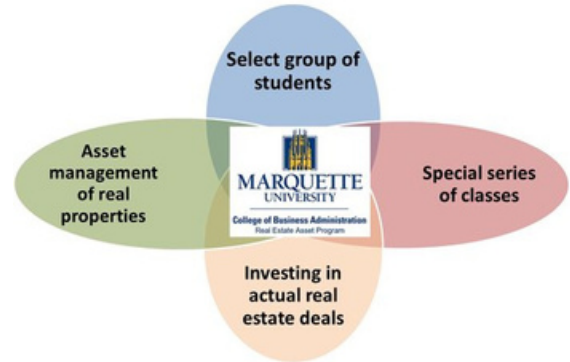 Select group of
students
Asset
management
of real
properties
MARQUETTE
UNIVERSITY
College of Business Administration
Real Estate Asset Program
Special series
of classes
Investing in
actual real
estate deals